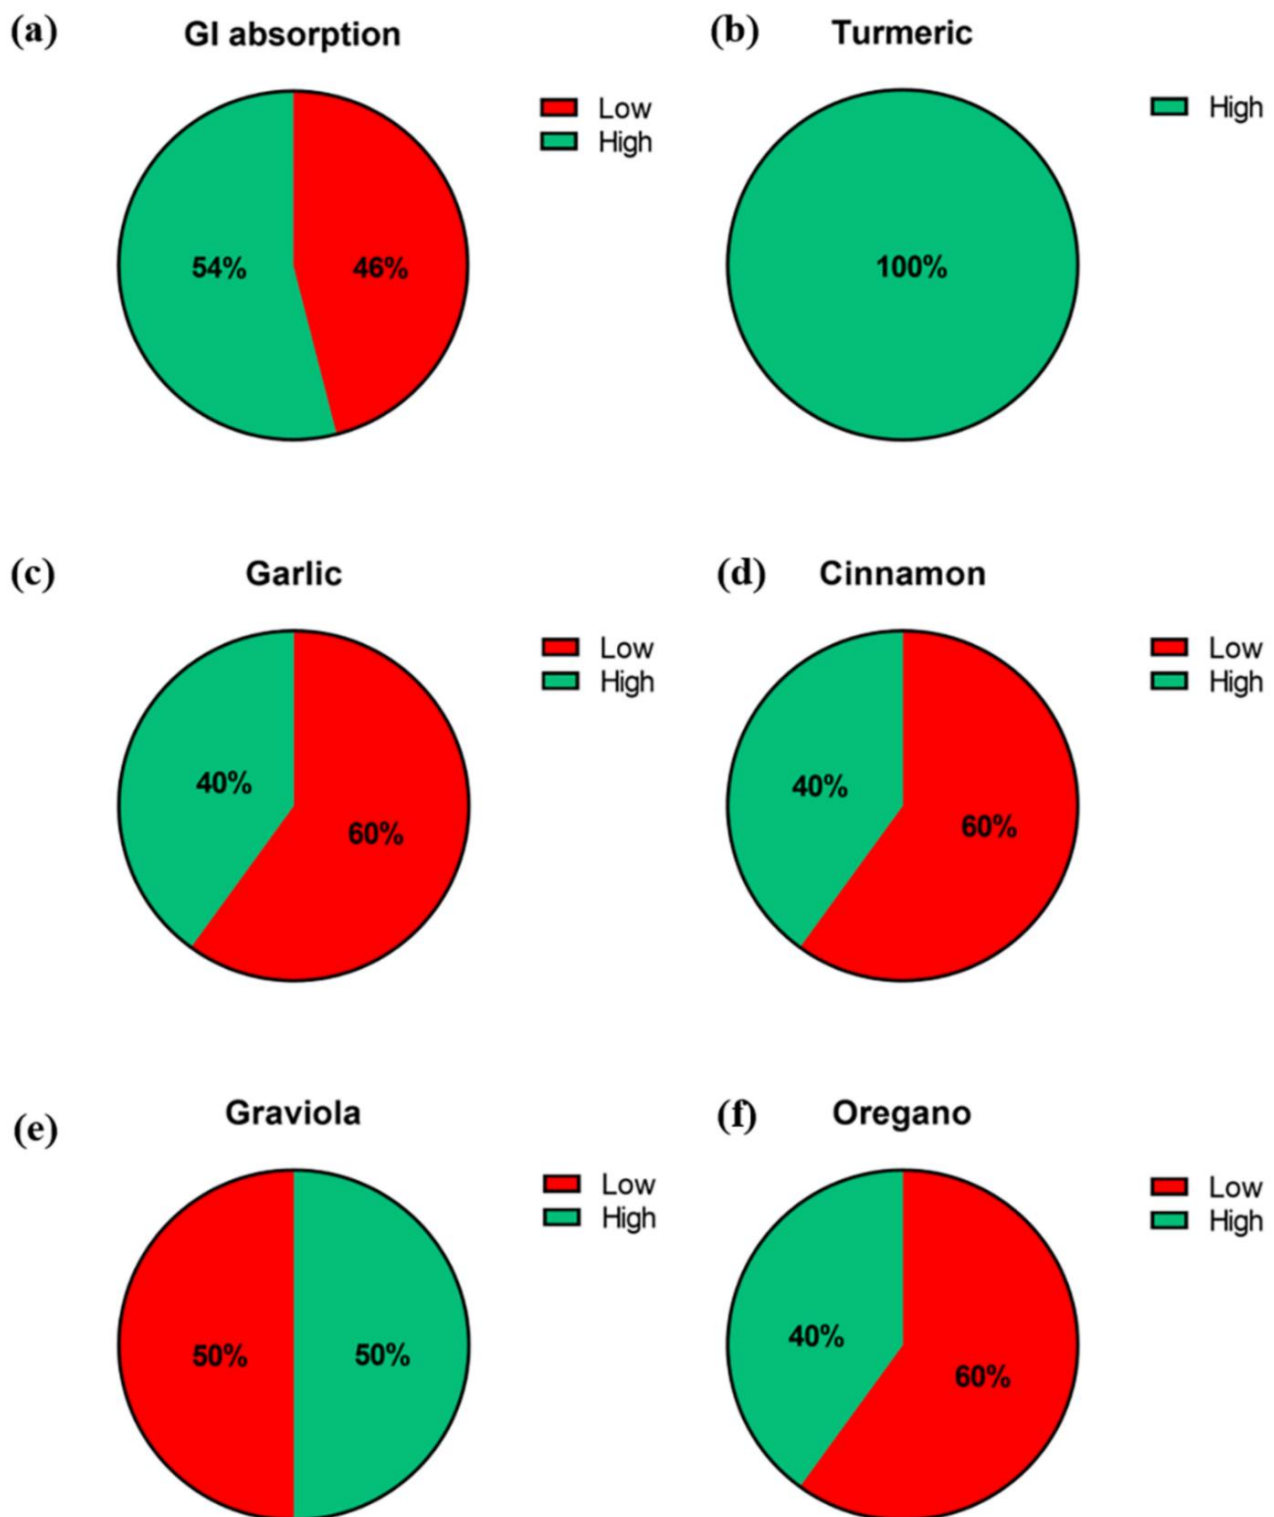 (a) GI absorption
Low
High
54% 46%
(b) Turmeric
High
100%
(c) Garlic
Low
High
40%
60%
(d) Cinnamon
Low
High
40%
60%
(e) Graviola
Low
High
50% 50%
(f) Oregano
Low
High
40%
60%